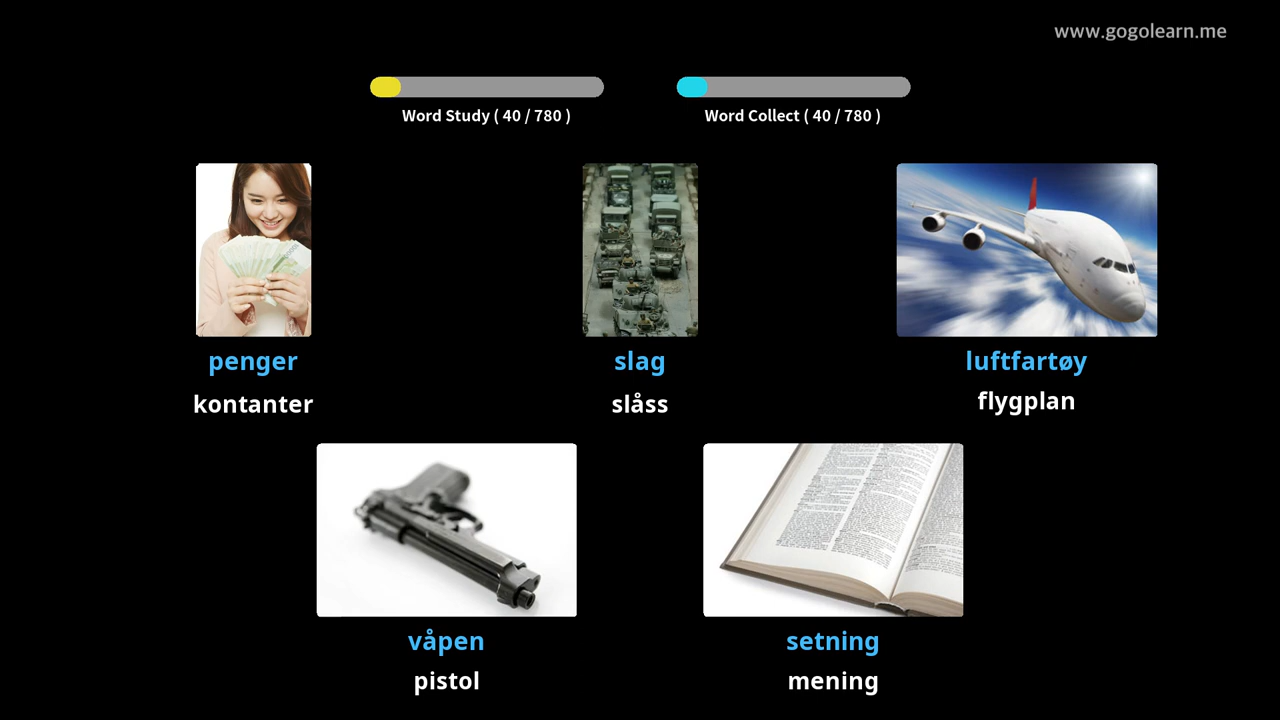 www.gogolearn.me
Word Study ( 40 / 780 )
Word Collect ( 40 / 780 )
penger
kontanter
slag
slåss
luftfartøy
flygplan
våpen
pistol
setning
mening